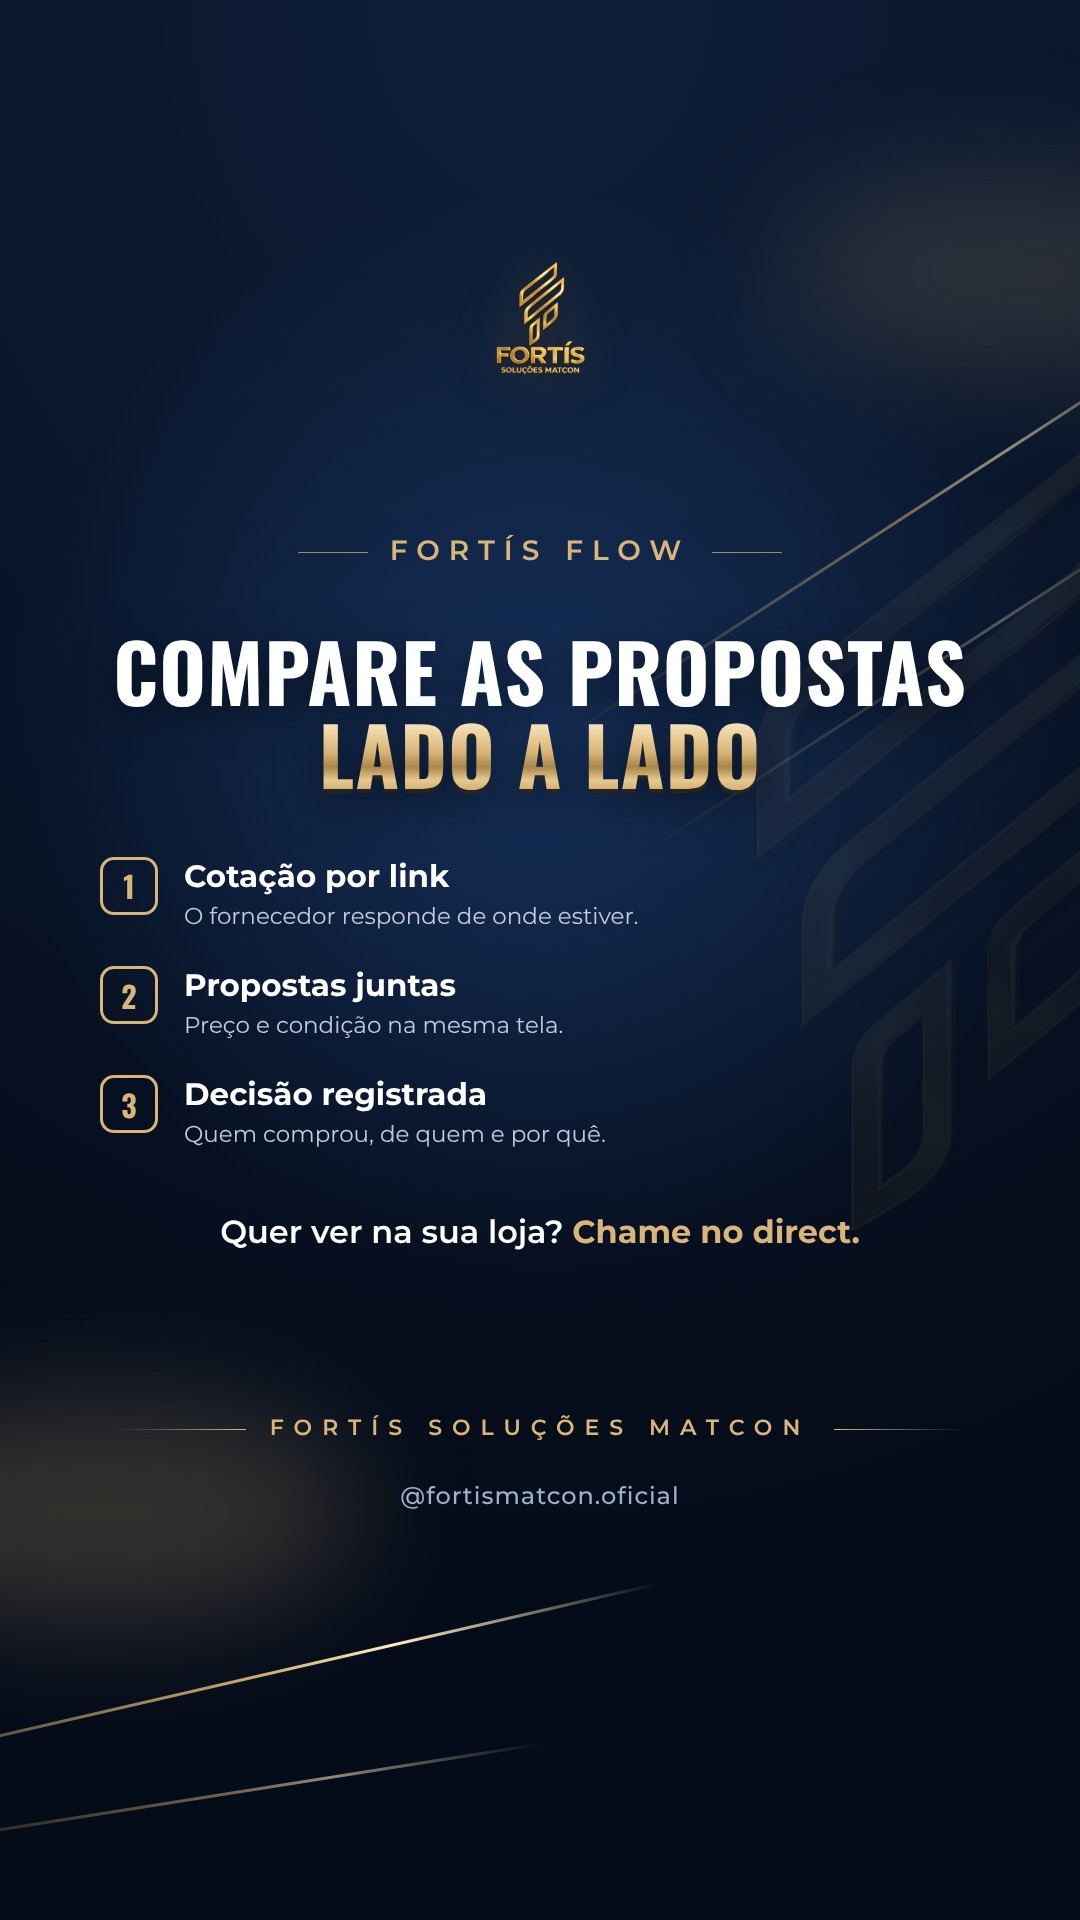 FORTÍS
SOLUÇÕES MATCON
FORTÍS FLOW
COMPARE AS PROPOSTAS
LADO A LADO
1
Cotação por link
O fornecedor responde de onde estiver.
2
Propostas juntas
Preço e condição na mesma tela.
3
Decisão registrada
Quem comprou, de quem e por quê.
Quer ver na sua loja? Chame no direct.
FORTÍS SOLUÇÕES MATCON
@fortismatcon.oficial